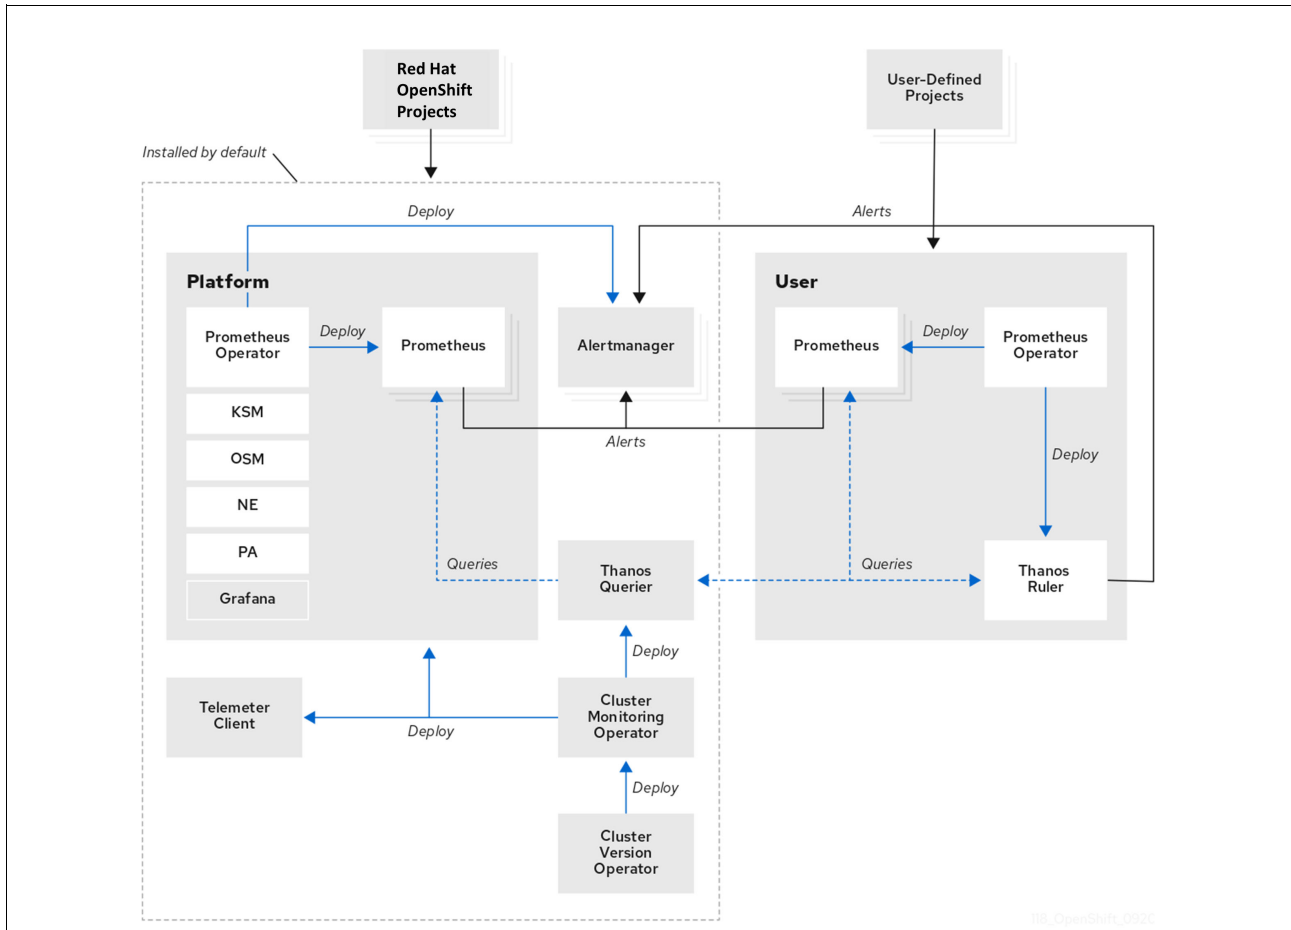 Red Hat
OpenShift
Projects
User-Defined
Projects
Installed by default
Deploy
Alerts
Platform
User
Prometheus
Operator
Deploy
Prometheus
Alertmanager
Prometheus
Deploy
Prometheus
Operator
KSM
OSM
NE
PA
Grafana
Alerts
Deploy
Queries
Thanos
Querier
Queries
Thanos
Ruler
Deploy
Telemeter
Client
Deploy
Cluster
Monitoring
Operator
Deploy
Cluster
Version
Operator
118_OpenShift_0920